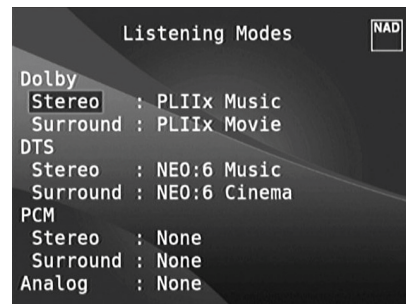 Listening Modes
NAD
Dolby
Stereo : PLIIx Music
Surround : PLIIx Movie
DTS
Stereo : NEO:6 Music
Surround : NEO:6 Cinema
PCM
Stereo : None
Surround : None
Analog : None